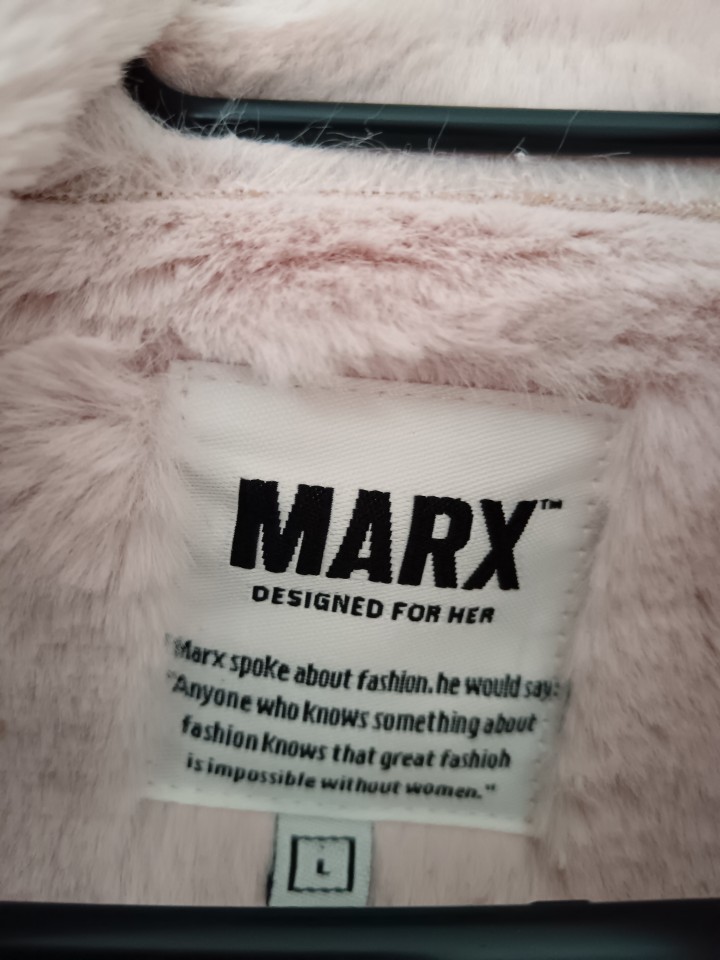 MARX™
DESIGNED FOR HER
"Marx spoke about fashion. he would say:
"Anyone who knows something about
fashion knows that great fashion
is impossible without women."
L